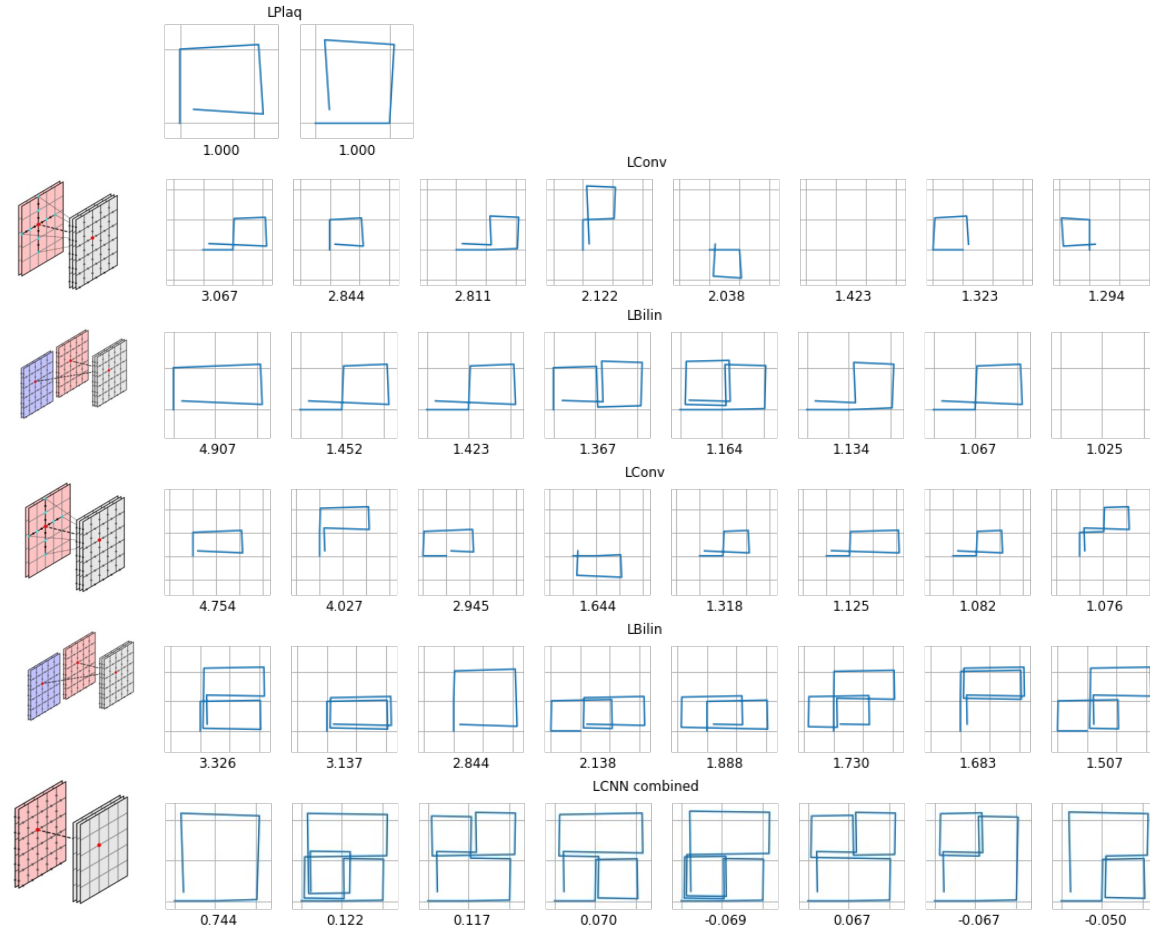 LPlaq
1.000 1.000
LConv
3.067 2.844 2.811 2.122 2.038 1.423 1.323 1.294
LBilin
4.907 1.452 1.423 1.367 1.164 1.134 1.067 1.025
LConv
4.754 4.027 2.945 1.644 1.318 1.125 1.082 1.076
LBilin
3.326 3.137 2.844 2.138 1.888 1.730 1.683 1.507
LCNN combined
0.744 0.122 0.117 0.070 -0.069 0.067 -0.067 -0.050